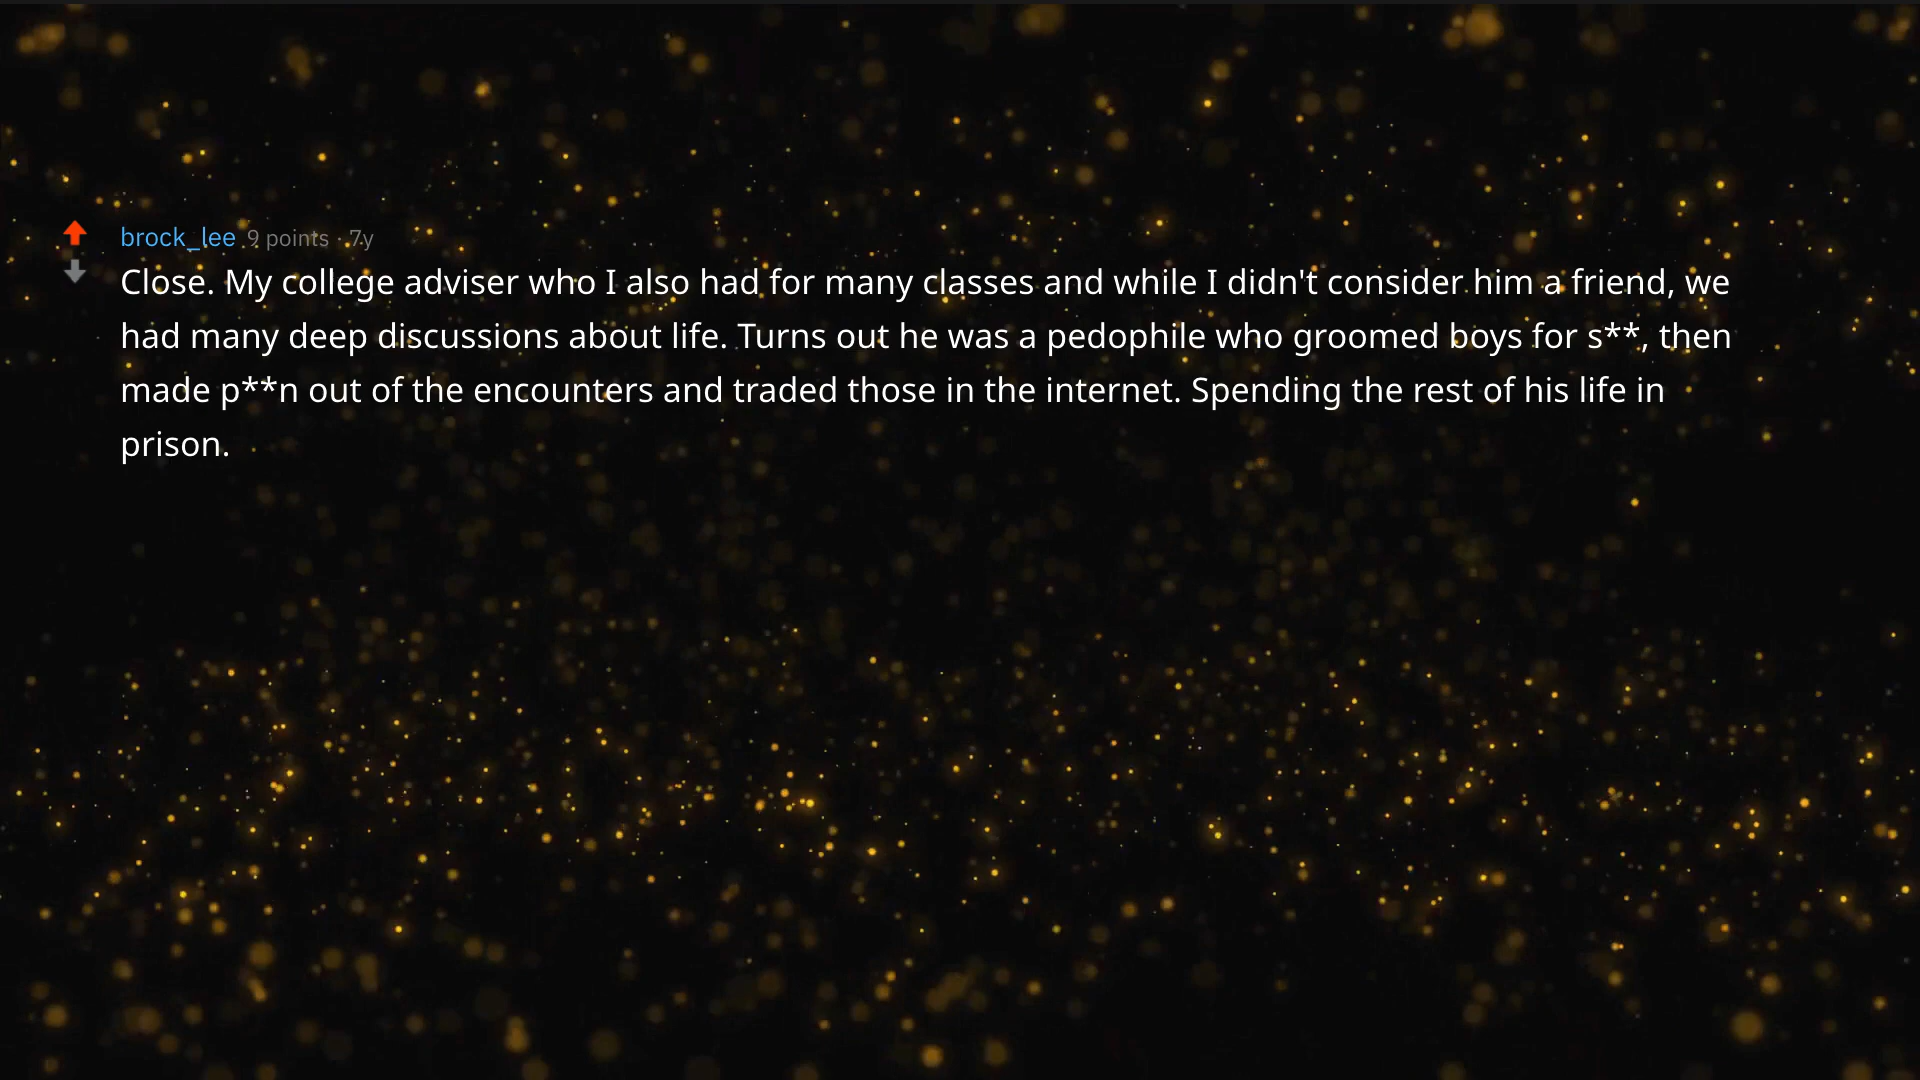 brock_lee 9 points · 7y
Close. My college adviser who I also had for many classes and while I didn't consider him a friend, we
had many deep discussions about life. Turns out he was a pedophile who groomed boys for s**, then
made p**n out of the encounters and traded those in the internet. Spending the rest of his life in
prison.